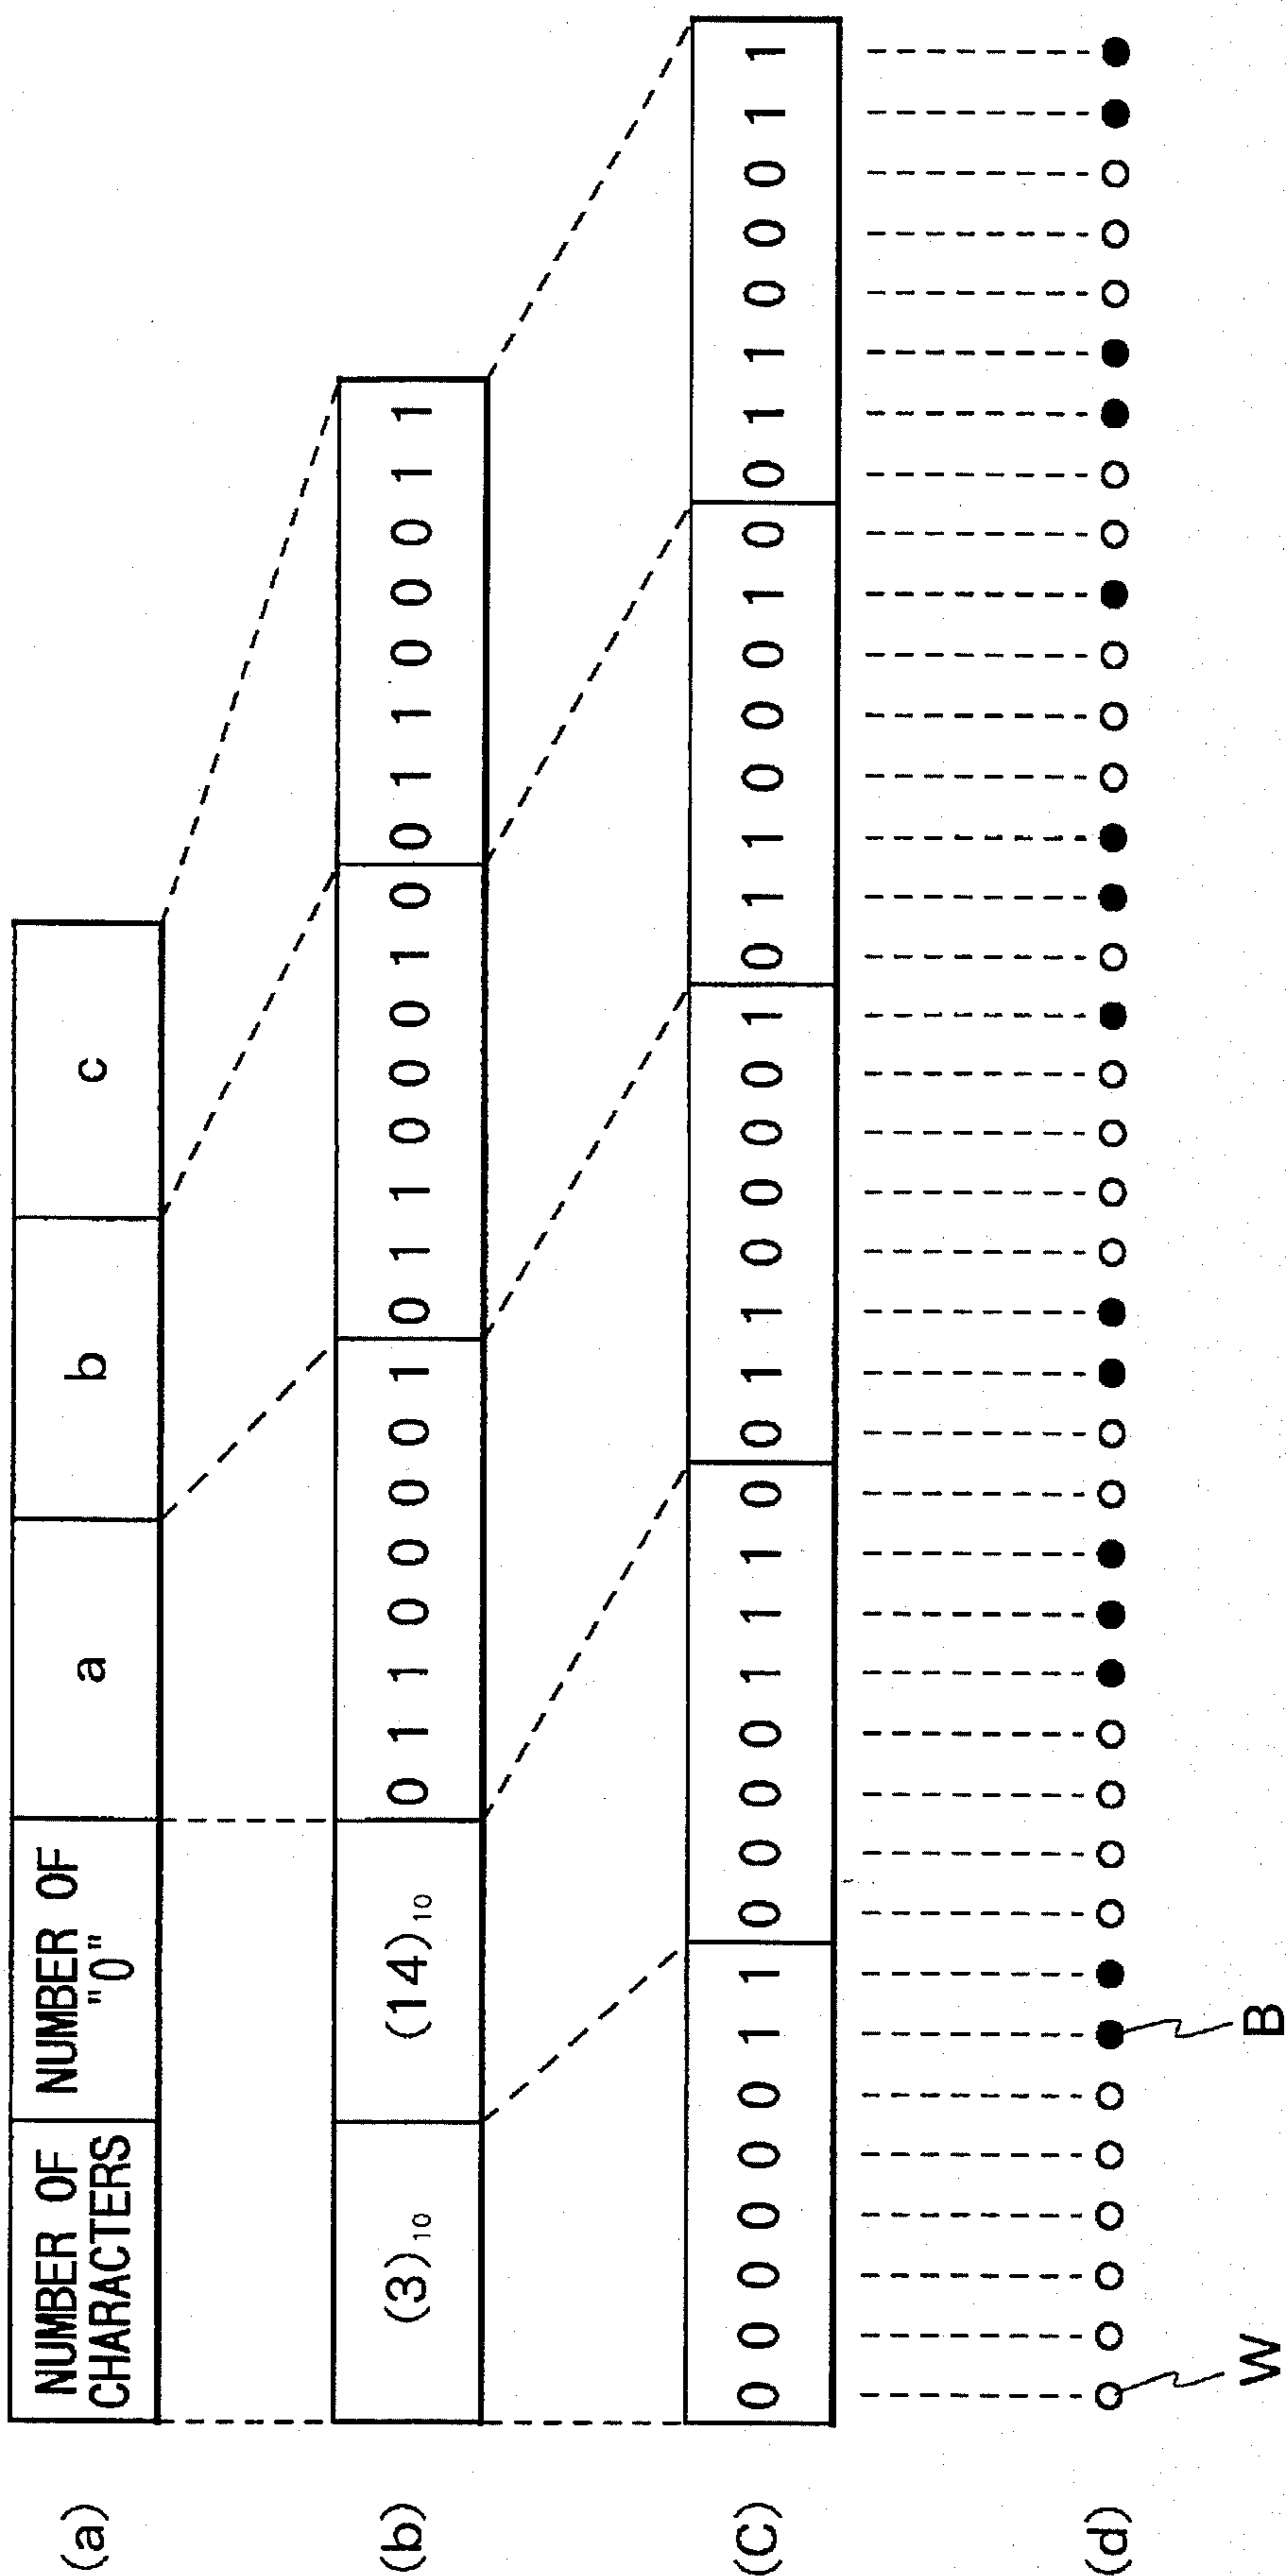 (a)
NUMBER OF
CHARACTERS
NUMBER OF
"0"
a
b
c
(b)
(3)₁₀
(14)₁₀
0 1 1 0 0 0 0 1
0 1 1 0 0 0 1 0
0 1 1 0 0 0 1 1
(C)
0 0 0 0 0 0 1 1
0 0 0 0 1 1 1 0
0 1 1 0 0 0 0 1
0 1 1 0 0 0 1 0
0 1 1 0 0 0 1 1
(d)
W
B